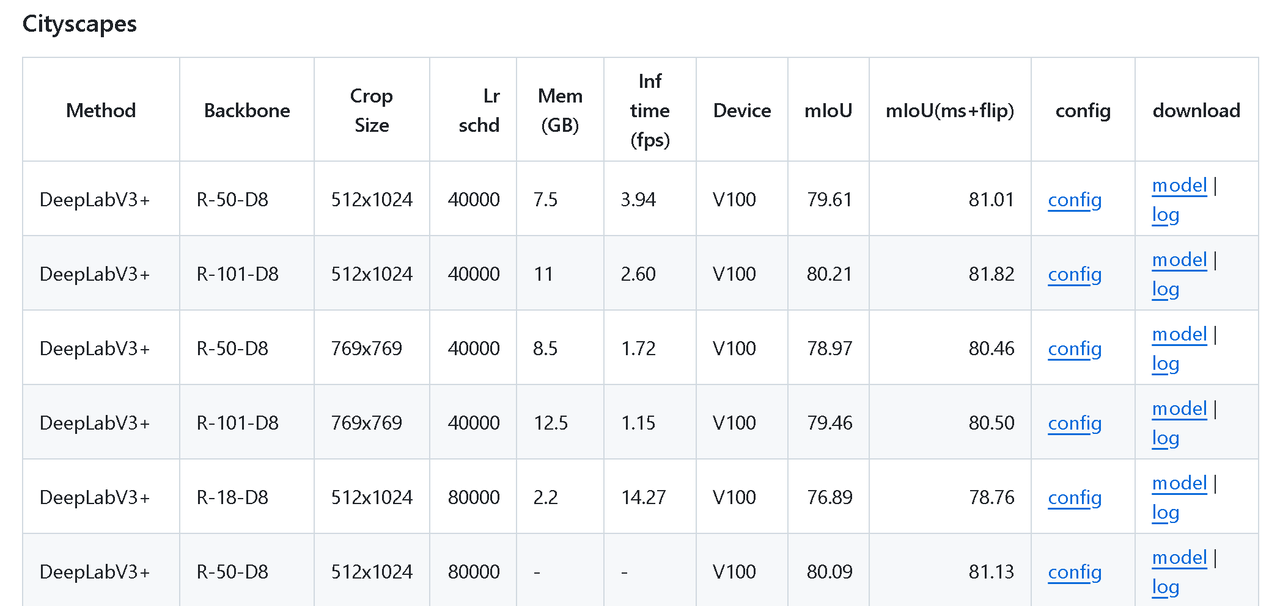 Cityscapes
Method Backbone Crop Size Lr schd Mem (GB) Inf time (fps) Device mIoU mIoU(ms+flip) config download
DeepLabV3+ R-50-D8 512x1024 40000 7.5 3.94 V100 79.61 81.01 config model | log
DeepLabV3+ R-101-D8 512x1024 40000 11 2.60 V100 80.21 81.82 config model | log
DeepLabV3+ R-50-D8 769x769 40000 8.5 1.72 V100 78.97 80.46 config model | log
DeepLabV3+ R-101-D8 769x769 40000 12.5 1.15 V100 79.46 80.50 config model | log
DeepLabV3+ R-18-D8 512x1024 80000 2.2 14.27 V100 76.89 78.76 config model | log
DeepLabV3+ R-50-D8 512x1024 80000 - - V100 80.09 81.13 config model | log